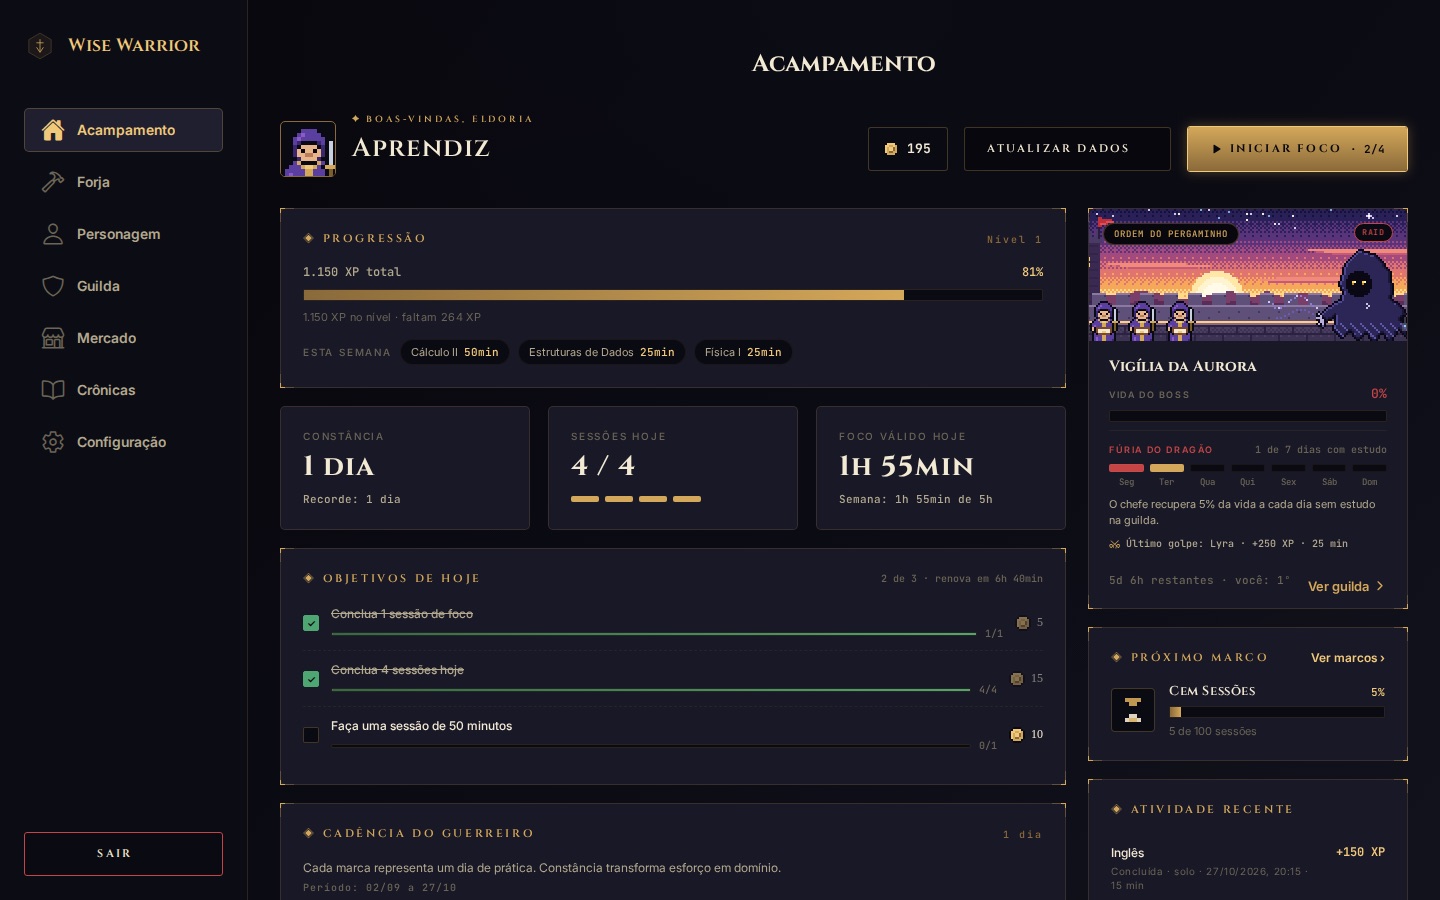 Wise Warrior
Acampamento
Forja
Personagem
Guilda
Mercado
Crônicas
Configuração
SAIR
Acampamento
BOAS-VINDAS, ELDORIA
Aprendiz
195
ATUALIZAR DADOS
INICIAR FOCO · 2/4
PROGRESSÃO
Nível 1
1.150 XP total
81%
1.150 XP no nível · faltam 264 XP
ESTA SEMANA
Cálculo II 50min
Estruturas de Dados 25min
Física I 25min
CONSTÂNCIA
1 dia
Recorde: 1 dia
SESSÕES HOJE
4 / 4
FOCO VÁLIDO HOJE
1h 55min
Semana: 1h 55min de 5h
OBJETIVOS DE HOJE
2 de 3 · renova em 6h 40min
Conclua 1 sessão de foco
1/1
5
Conclua 4 sessões hoje
4/4
15
Faça uma sessão de 50 minutos
0/1
10
CADÊNCIA DO GUERREIRO
1 dia
Cada marca representa um dia de prática. Constância transforma esforço em domínio.
Período: 02/09 a 27/10
ORDEM DO PERGAMINHO
RAID
Vigília da Aurora
VIDA DO BOSS
0%
FÚRIA DO DRAGÃO
1 de 7 dias com estudo
Seg Ter Qua Qui Sex Sáb Dom
O chefe recupera 5% da vida a cada dia sem estudo
na guilda.
Último golpe: Lyra · +250 XP · 25 min
5d 6h restantes · você: 1º
Ver guilda
PRÓXIMO MARCO
Ver marcos ›
Cem Sessões
5%
5 de 100 sessões
ATIVIDADE RECENTE
Inglês
+150 XP
Concluída · solo · 27/10/2026, 20:15 ·
15 min